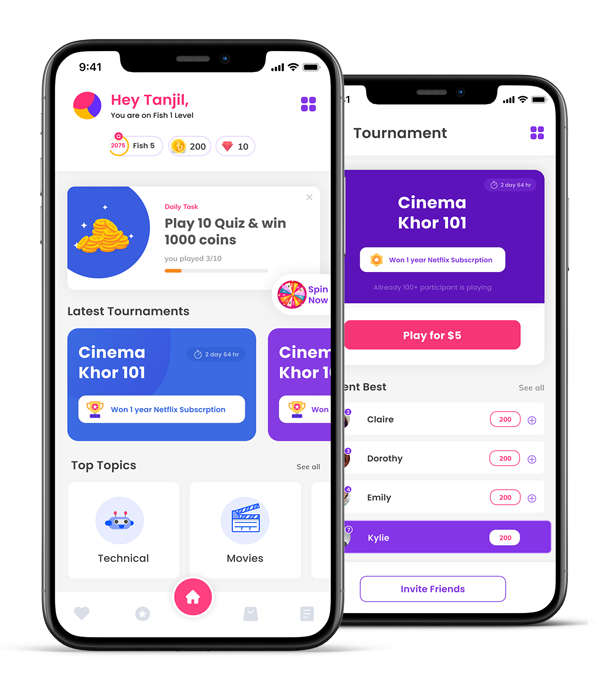 9:41
Hey Tanjil,
You are on Fish 1 Level
2075
Fish 5
200
10
Daily Task
Play 10 Quiz & win
1000 coins
you played 3/10
Spin
Now
Latest Tournaments
Cinema
Khor 101
2 day 64 hr
Won 1 year Netflix Subscrption
Cinem
Khor 1
Won
Top Topics
See all
Technical
Movies
Tournament
2 day 64 hr
Cinema
Khor 101
Won 1 year Netflix Subscrption
Allready 100+ participant is playing
Play for $5
ent Best
See all
2
Claire
200
3
Dorothy
200
4
Emily
200
7
Kylie
200
Invite Friends